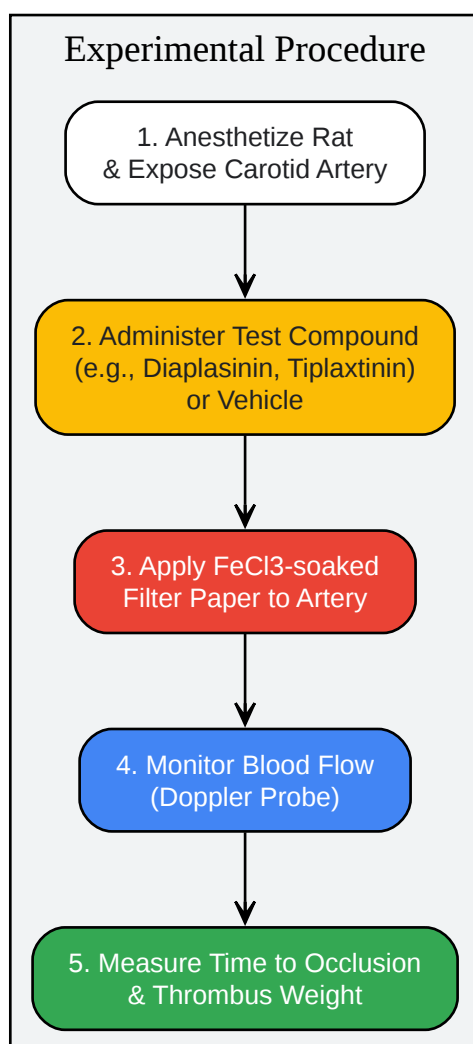 Experimental Procedure
1. Anesthetize Rat
& Expose Carotid Artery
2. Administer Test Compound
(e.g., Diaplasinin, Tiplaxtinin)
or Vehicle
3. Apply FeCl3-soaked
Filter Paper to Artery
4. Monitor Blood Flow
(Doppler Probe)
5. Measure Time to Occlusion
& Thrombus Weight